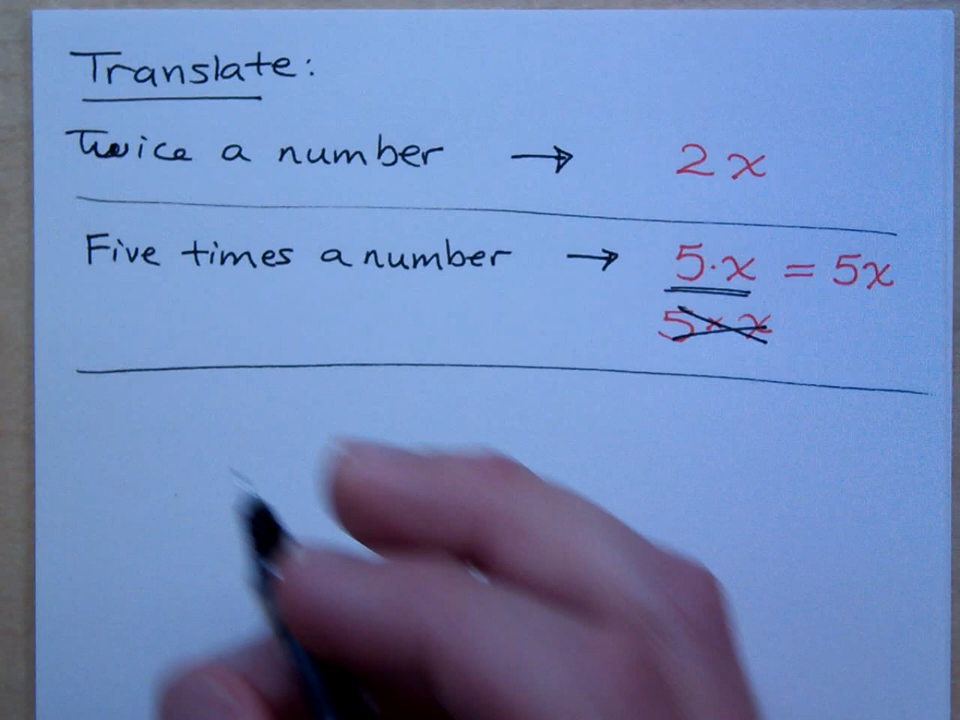 Translate:
Twice a number → 2x
Five times a number → 5·x = 5x
5 × x